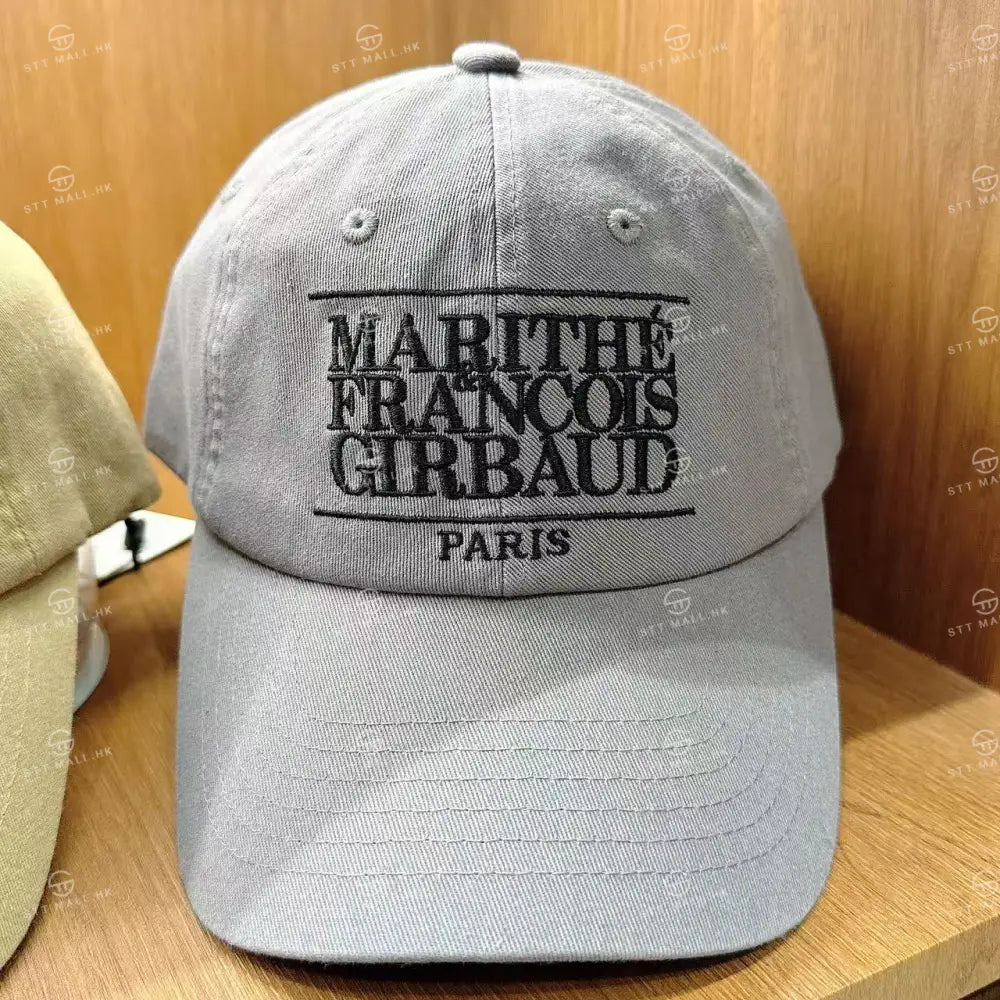 MARITHÉ
&
FRANCOIS
GIRBAUD
PARIS
STT MALL.HK